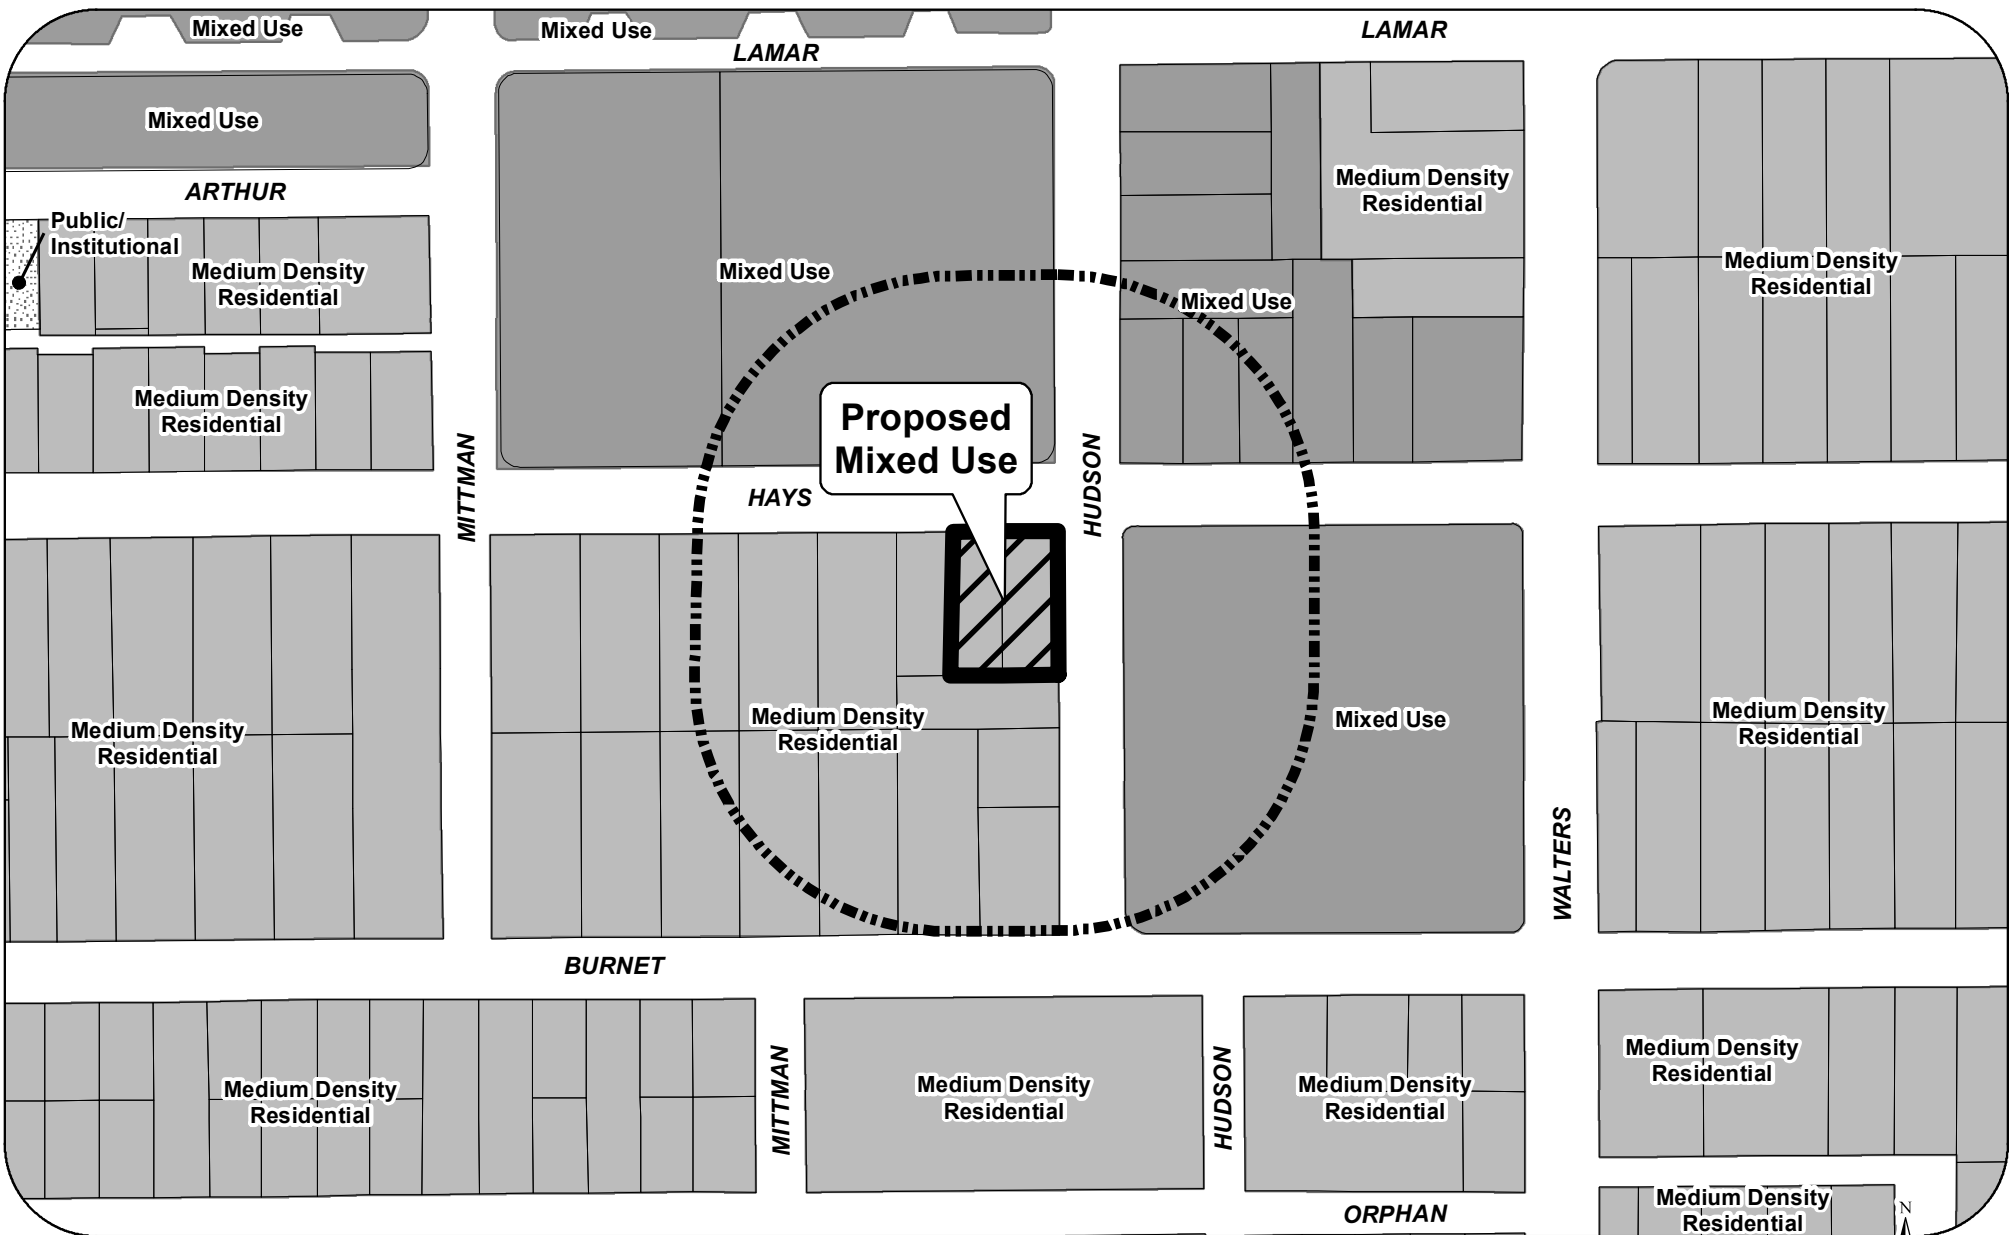 Mixed Use
Mixed Use
LAMAR
LAMAR
Mixed Use
ARTHUR
Public/
Institutional
Medium Density
Residential
Mixed Use
Medium Density
Residential
Mixed Use
Medium Density
Residential
Medium Density
Residential
Proposed
Mixed Use
MITTMAN
HAYS
HUDSON
Medium Density
Residential
Medium Density
Residential
Mixed Use
Medium Density
Residential
WALTERS
BURNET
Medium Density
Residential
MITTMAN
Medium Density
Residential
HUDSON
Medium Density
Residential
Medium Density
Residential
ORPHAN
Medium Density
Residential
N